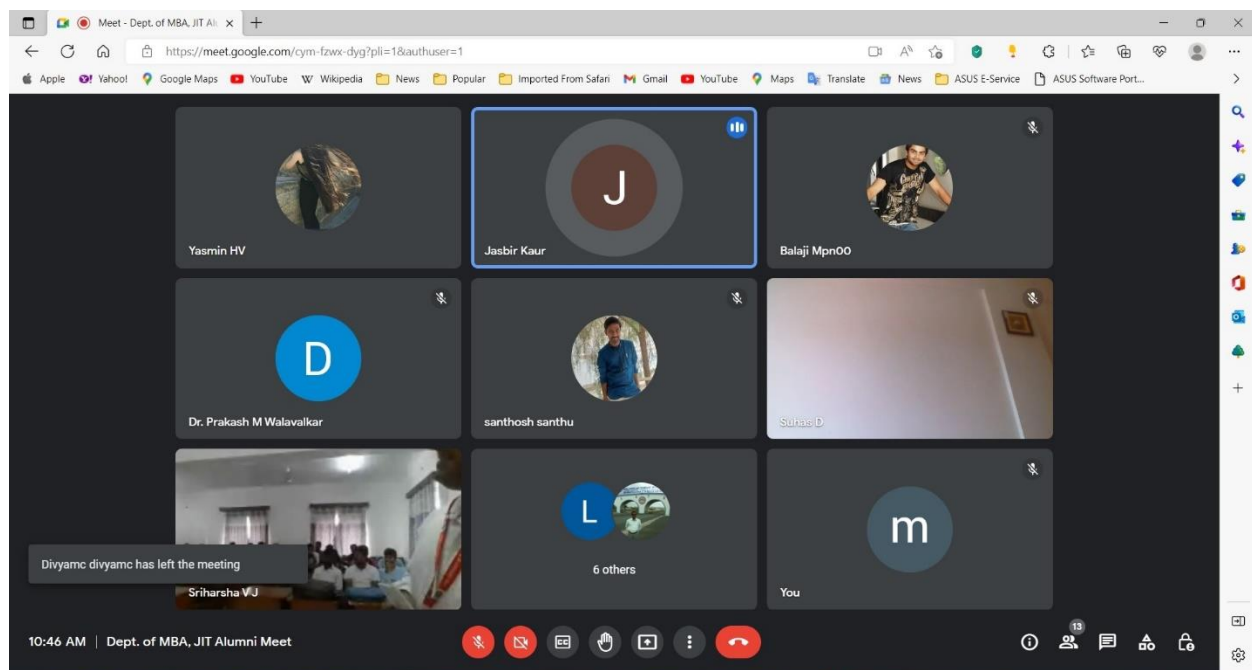 Meet - Dept. of MBA, JIT Al
https://meet.google.com/cym-fzwx-dyg?pli=1&authuser=1
Apple Yahoo! Google Maps YouTube Wikipedia News Popular Imported From Safari Gmail YouTube Maps Translate News ASUS E-Service ASUS Software Port...
J
Yasmin HV
Jasbir Kaur
Balaji Mpn00
D
Dr. Prakash M Walavalkar
santhosh santhu
Suhas D
L
m
Divyamc divyamc has left the meeting
6 others
Sriharsha V J
You
10:46 AM | Dept. of MBA, JIT Alumni Meet
13